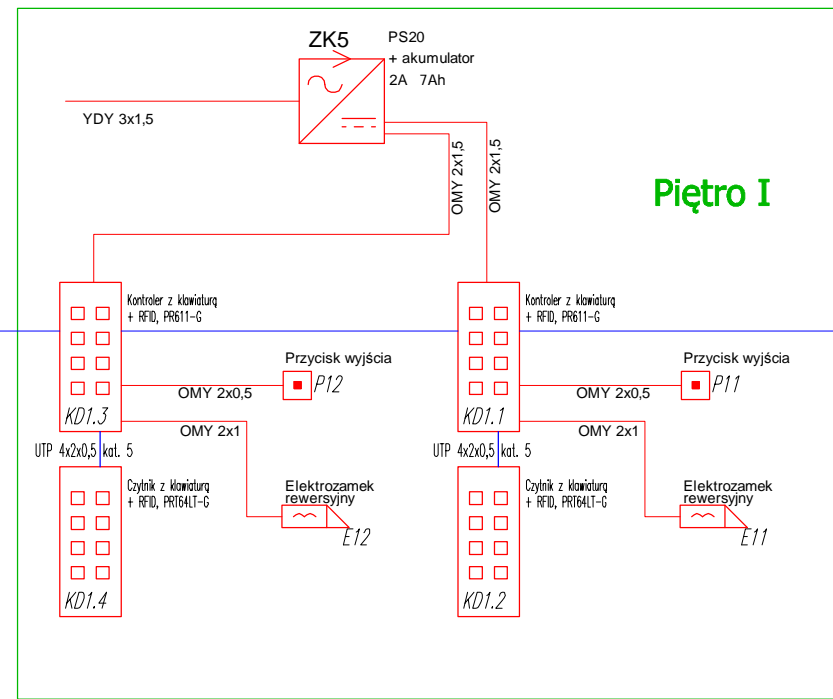 ZK5
PS20
+ akumulator
2A 7Ah
YDY 3x1,5
OMY 2x1,5
OMY 2x1,5
Piętro I
Kontroler z klawiaturą
+ RFID, PR611-G
Przycisk wyjścia
P12
OMY 2x0,5
KD1.3
OMY 2x1
UTP 4x2x0,5 kat. 5
Czytnik z klawiaturą
+ RFID, PRT64LT-G
Elektrozamek
rewersyjny
E12
KD1.4
Kontroler z klawiaturą
+ RFID, PR611-G
Przycisk wyjścia
P11
OMY 2x0,5
KD1.1
OMY 2x1
UTP 4x2x0,5 kat. 5
Czytnik z klawiaturą
+ RFID, PRT64LT-G
Elektrozamek
rewersyjny
E11
KD1.2